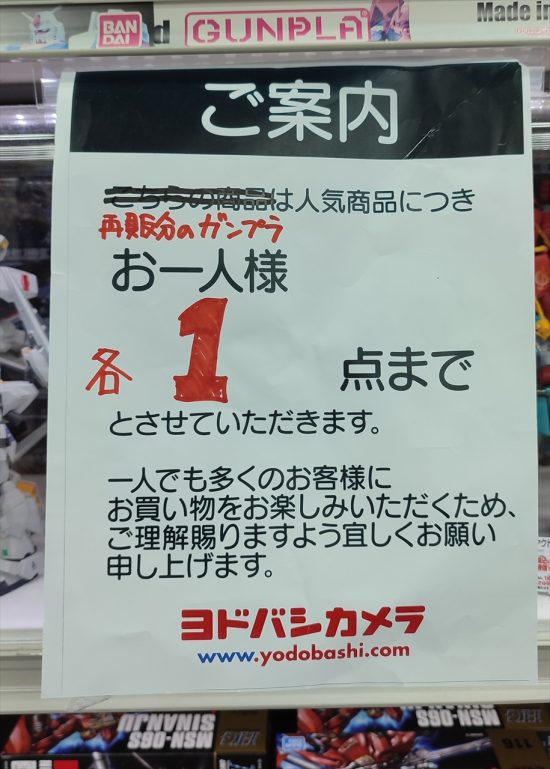 BAN
DAI
d
GUNPLA
Made in
ご案内
こちらの商品は人気商品につき
再販分のガンプラ
お一人様
各 1 点まで
とさせていただきます。
一人でも多くのお客様に
お買い物をお楽しみいただくため、
ご理解賜りますよう宜しくお願い
申し上げます。
ヨドバシカメラ
www.yodobashi.com
MSN-06S
SINANJU
MSN-06S
SINANJU
116